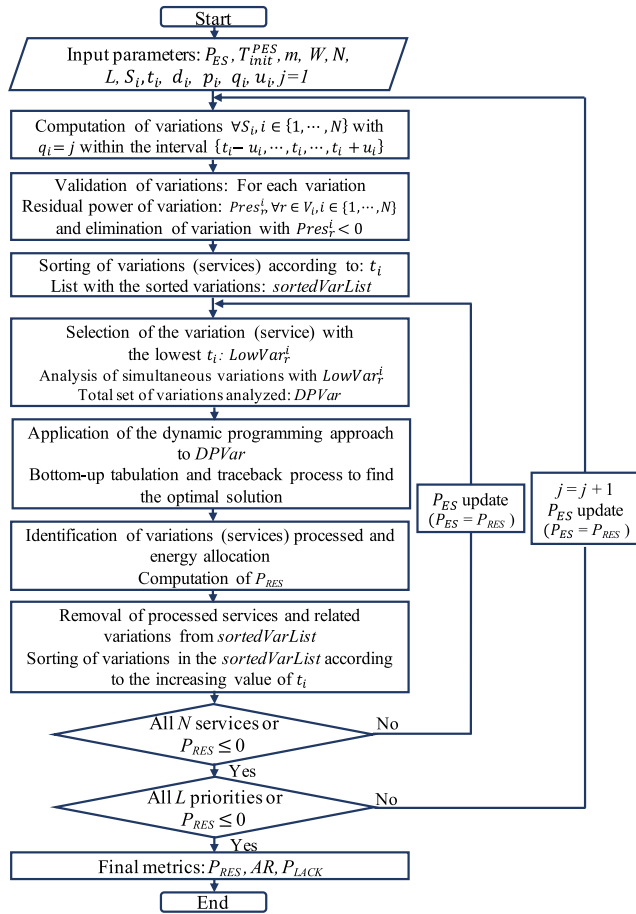 Start
Input parameters: P_ES, T_init^PES, m, W, N,
L, S_i, t_i, d_i, p_i, q_i, u_i, j=1
Computation of variations ∀S_i, i ∈ {1, ⋯, N} with
q_i = j within the interval {t_i − u_i, ⋯, t_i, ⋯, t_i + u_i}
Validation of variations: For each variation
Residual power of variation: Pres_r^i, ∀r ∈ V_i, i ∈ {1, ⋯, N}
and elimination of variation with Pres_r^i < 0
Sorting of variations (services) according to: t_i
List with the sorted variations: sortedVarList
Selection of the variation (service) with
the lowest t_i: LowVar_r^i
Analysis of simultaneous variations with LowVar_r^i
Total set of variations analyzed: DPVar
Application of the dynamic programming approach
to DPVar
Bottom-up tabulation and traceback process to find
the optimal solution
Identification of variations (services) processed and
energy allocation
Computation of P_RES
Removal of processed services and related
variations from sortedVarList
Sorting of variations in the sortedVarList according
to the increasing value of t_i
All N services or
P_RES ≤ 0
No
P_ES update
(P_ES = P_RES)
Yes
All L priorities or
P_RES ≤ 0
No
j = j + 1
P_ES update
(P_ES = P_RES)
Yes
Final metrics: P_RES, AR, P_LACK
End